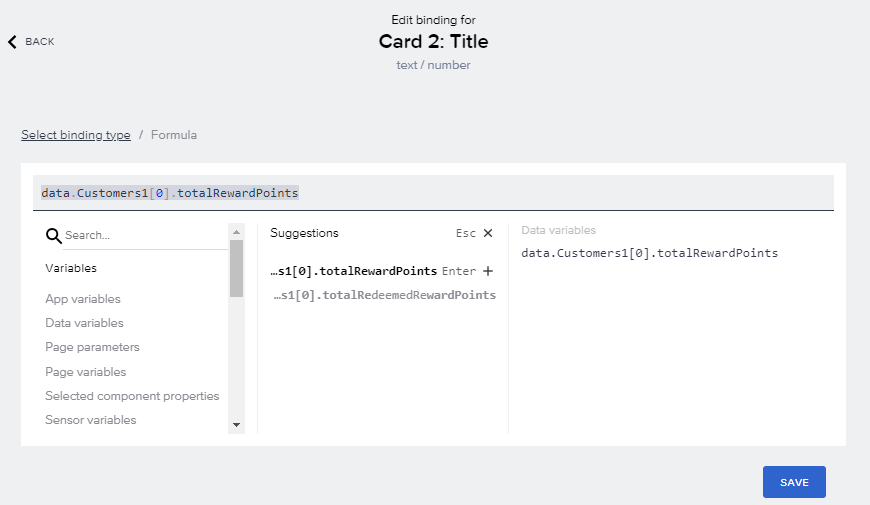 Edit binding for
BACK
Card 2: Title
text / number
Select binding type / Formula
data.Customers1[0].totalRewardPoints
Search...
Variables
App variables
Data variables
Page parameters
Page variables
Selected component properties
Sensor variables
Suggestions Esc ✕
…s1[0].totalRewardPoints Enter +
…s1[0].totalRedeemedRewardPoints
Data variables
data.Customers1[0].totalRewardPoints
SAVE